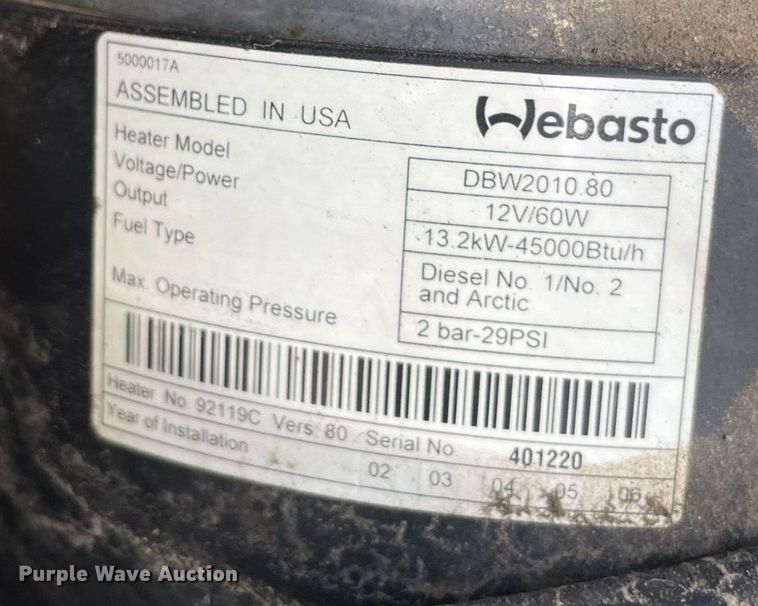 5000017A
ASSEMBLED IN USA
Webasto
Heater Model DBW2010.80
Voltage/Power 12V/60W
Output 13.2kW-45000Btu/h
Fuel Type Diesel No. 1/No. 2
and Arctic
Max. Operating Pressure 2 bar-29PSI
Heater No. 92119C Vers. 80 Serial No. 401220
Year of Installation 02 03 04 05 06
Purple Wave Auction